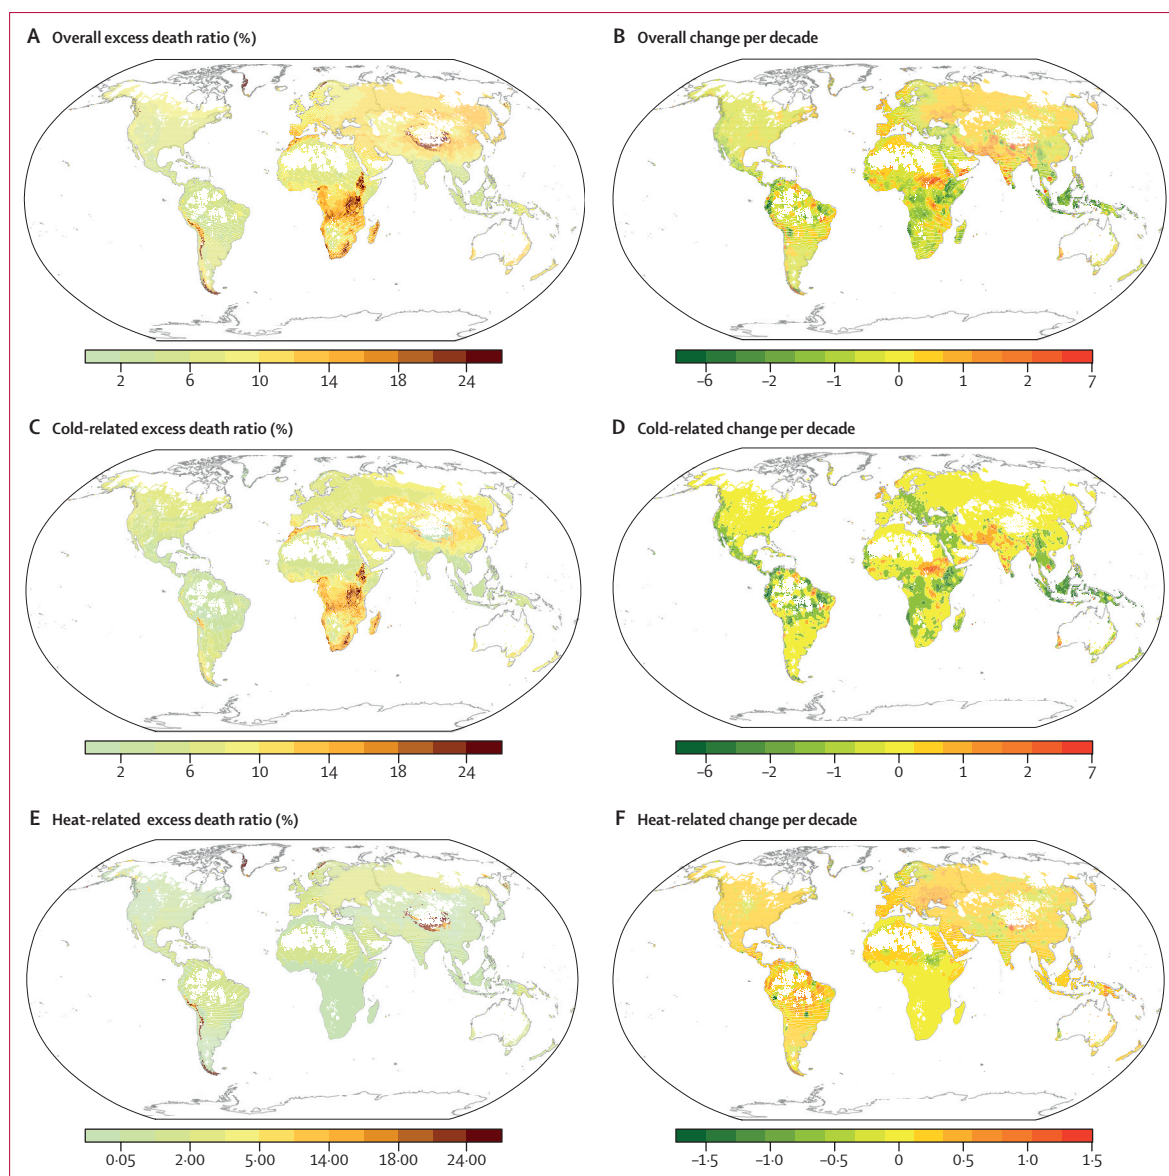 A Overall excess death ratio (%)
B Overall change per decade
2 6 10 14 18 24
−6 −2 −1 0 1 2 7
C Cold-related excess death ratio (%)
D Cold-related change per decade
2 6 10 14 18 24
−6 −2 −1 0 1 2 7
E Heat-related excess death ratio (%)
F Heat-related change per decade
0·05 2·00 5·00 14·00 18·00 24·00
−1·5 −1·0 −0·5 0 0·5 1·0 1·5